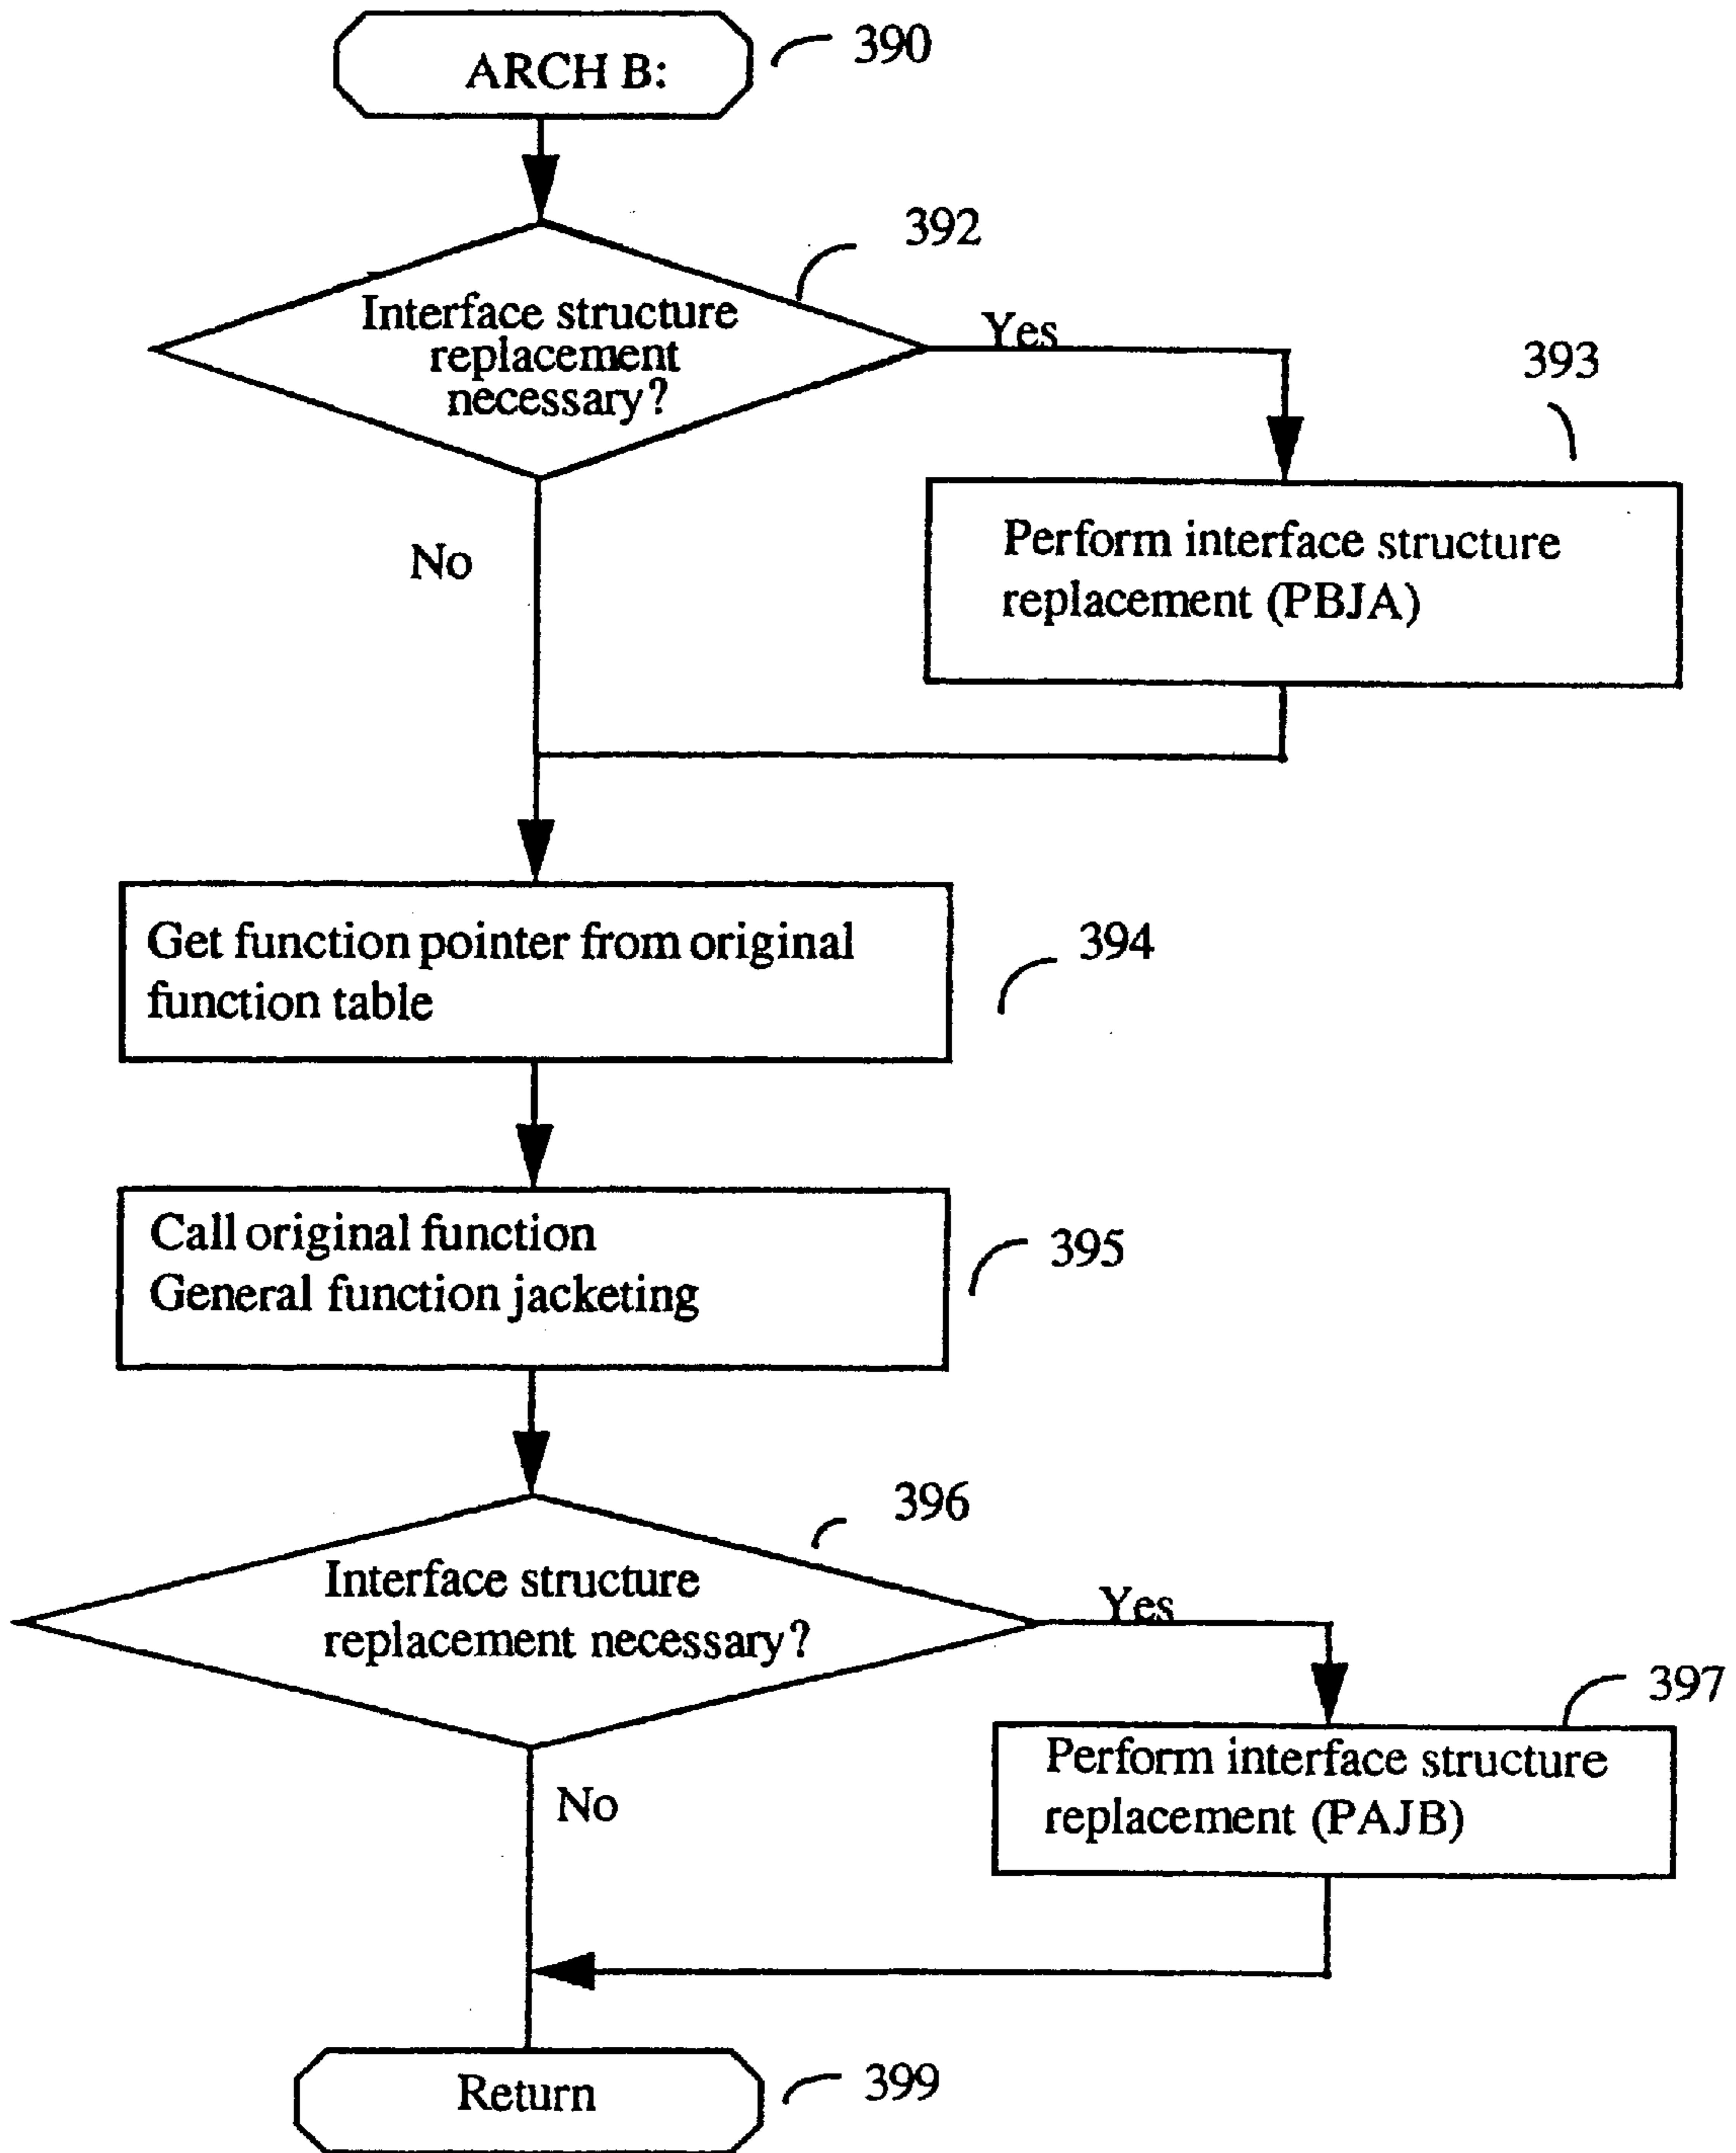 ARCH B:
390
392
Interface structure
replacement
necessary?
Yes
393
Perform interface structure
replacement (PBJA)
No
Get function pointer from original
function table
394
Call original function
General function jacketing
395
396
Interface structure
replacement necessary?
Yes
397
Perform interface structure
replacement (PAJB)
No
Return
399